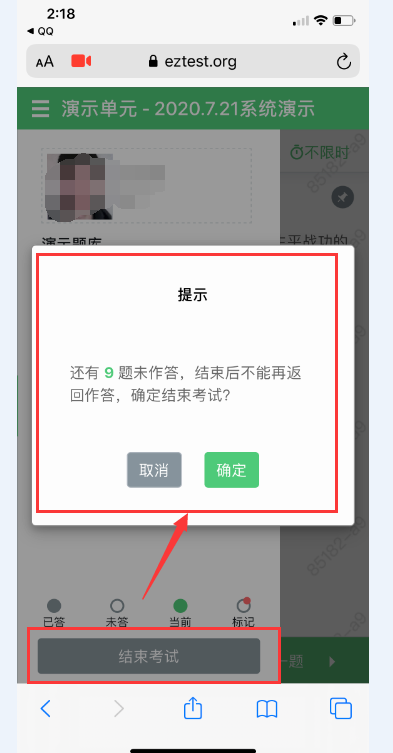 2:18
◀ QQ
AA eztest.org
演示单元 - 2020.7.21系统演示
不限时
演示题库
提示
还有 9 题未作答，结束后不能再返
回作答，确定结束考试?
取消 确定
已答 未答 当前 标记
结束考试
一题